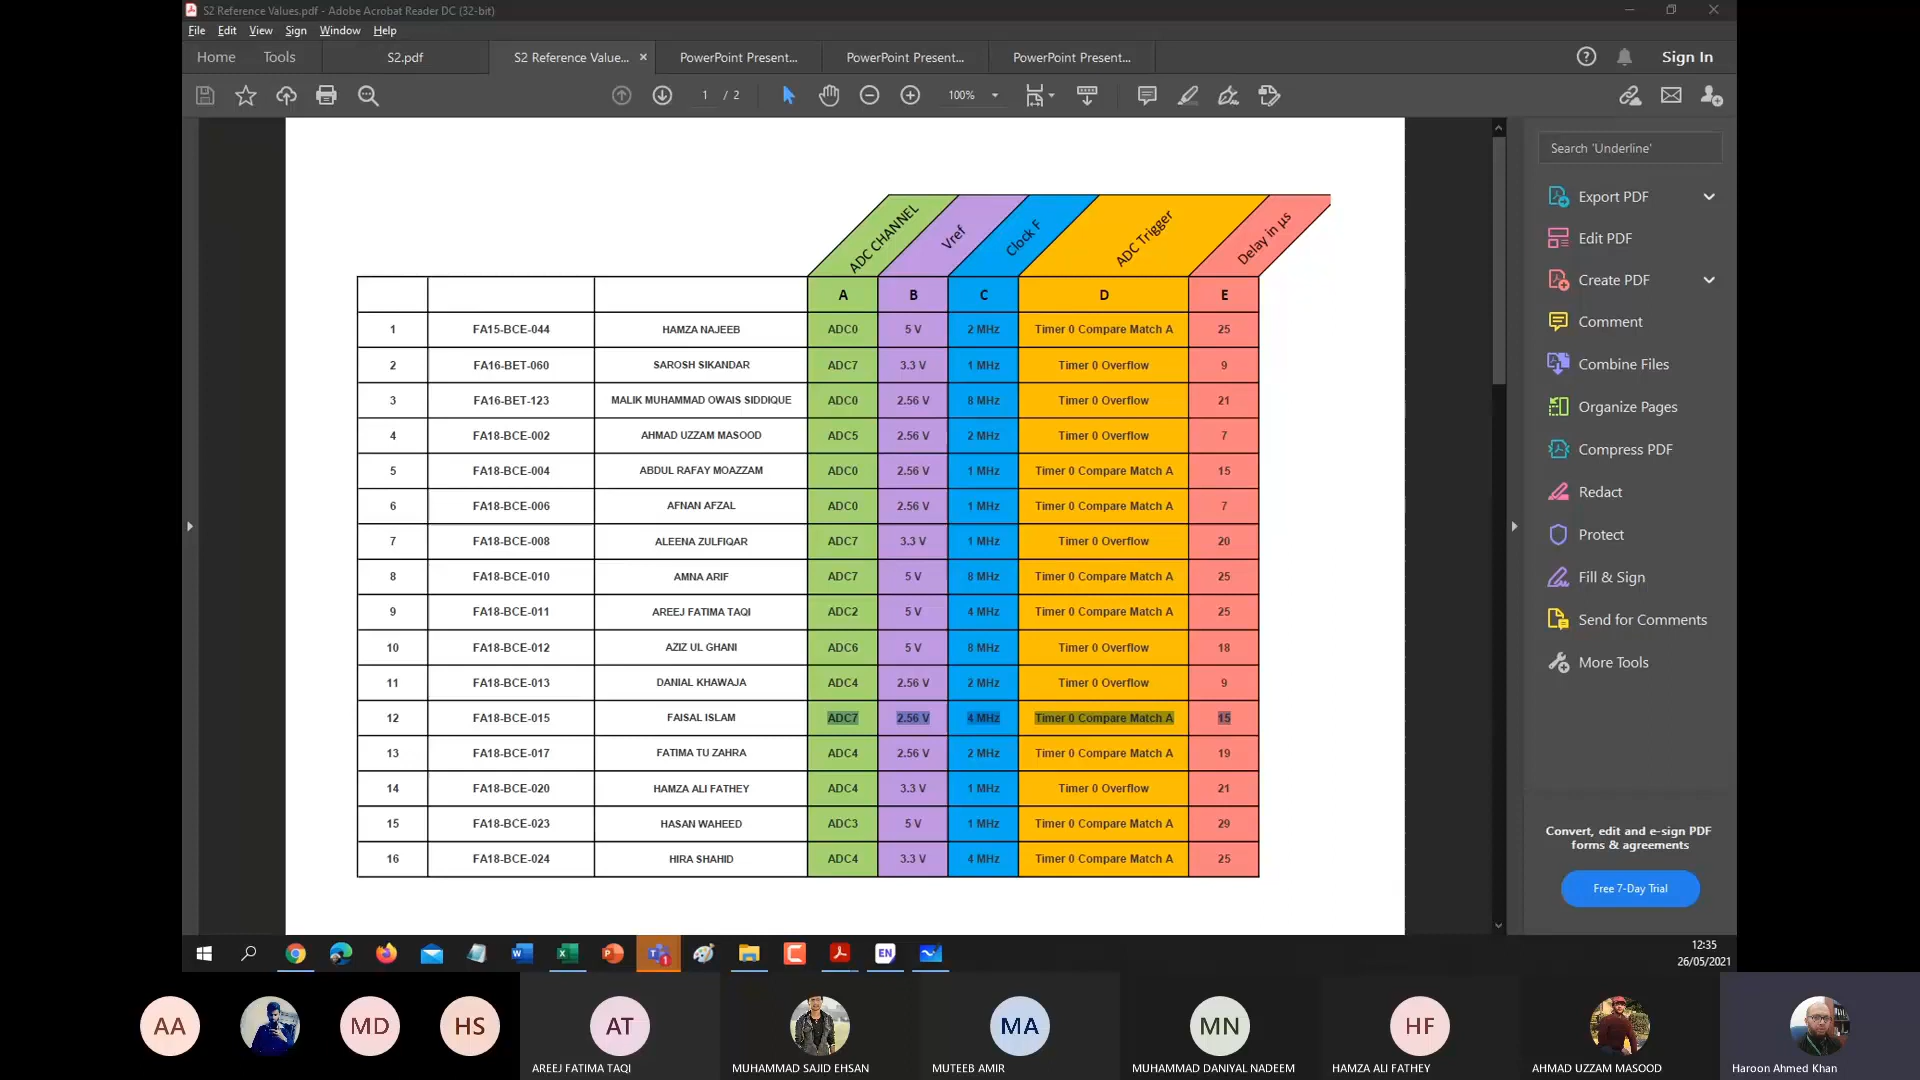 S2 Reference Values.pdf - Adobe Acrobat Reader DC (32-bit)
File Edit View Sign Window Help
Home Tools S2.pdf S2 Reference Value... × PowerPoint Present... PowerPoint Present... PowerPoint Present... Sign In
1 / 2 100%
Search 'Underline'
Export PDF
Edit PDF
Create PDF
Comment
Combine Files
Organize Pages
Compress PDF
Redact
Protect
Fill & Sign
Send for Comments
More Tools
Convert, edit and e-sign PDF
forms & agreements
Free 7-Day Trial
ADC CHANNEL Vref Clock F ADC Trigger Delay in µs
A B C D E
1 FA15-BCE-044 HAMZA NAJEEB ADC0 5 V 2 MHz Timer 0 Compare Match A 25
2 FA16-BET-060 SAROSH SIKANDAR ADC7 3.3 V 1 MHz Timer 0 Overflow 9
3 FA16-BET-123 MALIK MUHAMMAD OWAIS SIDDIQUE ADC0 2.56 V 8 MHz Timer 0 Overflow 21
4 FA18-BCE-002 AHMAD UZZAM MASOOD ADC5 2.56 V 2 MHz Timer 0 Overflow 7
5 FA18-BCE-004 ABDUL RAFAY MOAZZAM ADC0 2.56 V 1 MHz Timer 0 Compare Match A 15
6 FA18-BCE-006 AFNAN AFZAL ADC0 2.56 V 1 MHz Timer 0 Compare Match A 7
7 FA18-BCE-008 ALEENA ZULFIQAR ADC7 3.3 V 1 MHz Timer 0 Overflow 20
8 FA18-BCE-010 AMNA ARIF ADC7 5 V 8 MHz Timer 0 Compare Match A 25
9 FA18-BCE-011 AREEJ FATIMA TAQI ADC2 5 V 4 MHz Timer 0 Compare Match A 25
10 FA18-BCE-012 AZIZ UL GHANI ADC6 5 V 8 MHz Timer 0 Overflow 18
11 FA18-BCE-013 DANIAL KHAWAJA ADC4 2.56 V 2 MHz Timer 0 Overflow 9
12 FA18-BCE-015 FAISAL ISLAM ADC7 2.56 V 4 MHz Timer 0 Compare Match A 15
13 FA18-BCE-017 FATIMA TU ZAHRA ADC4 2.56 V 2 MHz Timer 0 Compare Match A 19
14 FA18-BCE-020 HAMZA ALI FATHEY ADC4 3.3 V 1 MHz Timer 0 Overflow 21
15 FA18-BCE-023 HASAN WAHEED ADC3 5 V 1 MHz Timer 0 Compare Match A 29
16 FA18-BCE-024 HIRA SHAHID ADC4 3.3 V 4 MHz Timer 0 Compare Match A 25
EN
12:35
26/05/2021
AA MD HS AT MA MN HF
AREEJ FATIMA TAQI MUHAMMAD SAJID EHSAN MUTEEB AMIR MUHAMMAD DANIYAL NADEEM HAMZA ALI FATHEY AHMAD UZZAM MASOOD Haroon Ahmed Khan